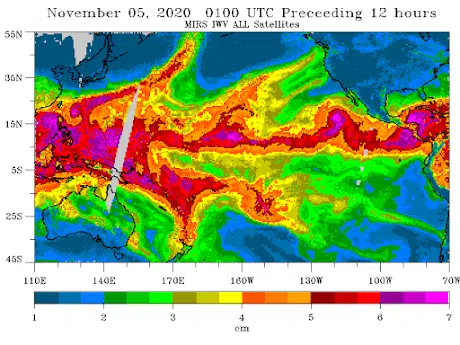 November 05, 2020 0100 UTC Preceeding 12 hours
MIRS IWV ALL Satellites
55N
35N
15N
5S
25S
45S
110E 140E 170E 160W 130W 100W 70W
1 2 3 4 5 6 7
cm